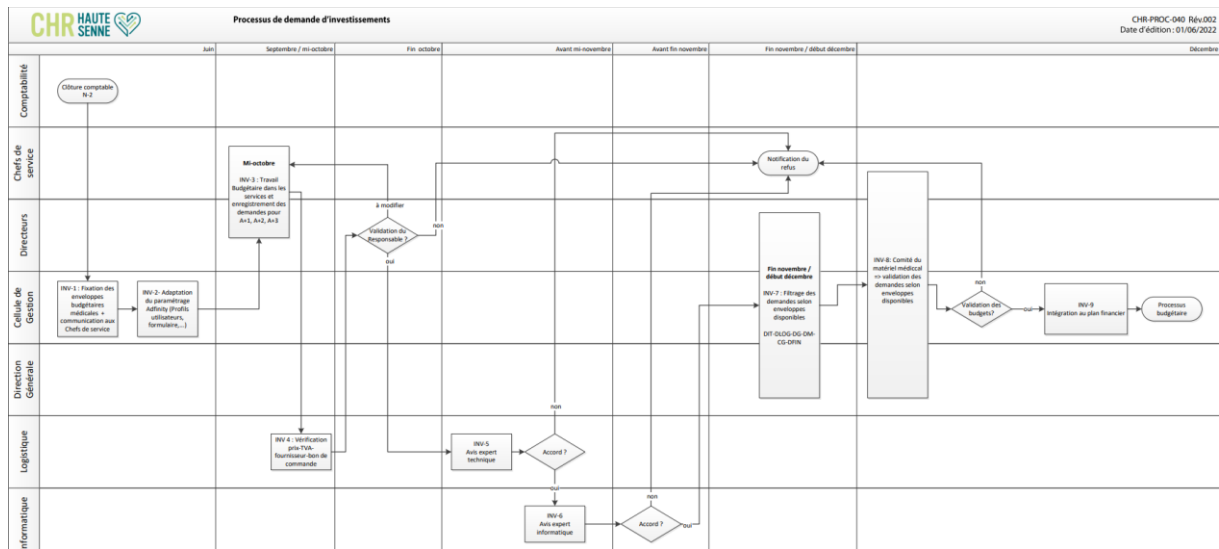 CHR HAUTE SENNE
Processus de demande d'investissements
CHR-PROC-040 Rév.002
Date d'édition : 01/06/2022
Juin
Septembre / mi-octobre
Fin octobre
Avant mi-novembre
Avant fin novembre
Fin novembre / début décembre
Décembre
Comptabilité
Clôture comptable
N-2
Chefs de
service
Mi-octobre
INV-3 : Travail
Budgétaire dans les
services et
enregistrement des
demandes pour
A+1, A+2, A+3
Notification du
refus
Directeurs
à modifier
Validation du
Responsable ?
non
oui
Cellule de
Gestion
INV-1 : Fixation des
enveloppes
budgétaires
médicales +
communication aux
Chefs de service
INV-2- Adaptation
du paramétrage
Adfinity (Profils
utilisateurs,
formulaire,...)
Fin novembre /
début décembre
INV-7 : Filtrage des
demandes selon
enveloppes
disponibles
DIT-DLOG-DG-DM-
CG-DFIN
INV-8: Comité du
matériel médiccal
=> validation des
demandes selon
enveloppes
disponibles
non
Validation des
budgets?
oui
INV-9
Intégration au plan financier
Processus
budgétaire
Direction
Générale
Logistique
INV 4 : Vérification
prix-TVA-
fournisseur-bon de
commande
INV-5
Avis expert
technique
non
Accord ?
oui
Informatique
INV-6
Avis expert
informatique
non
Accord ?
oui